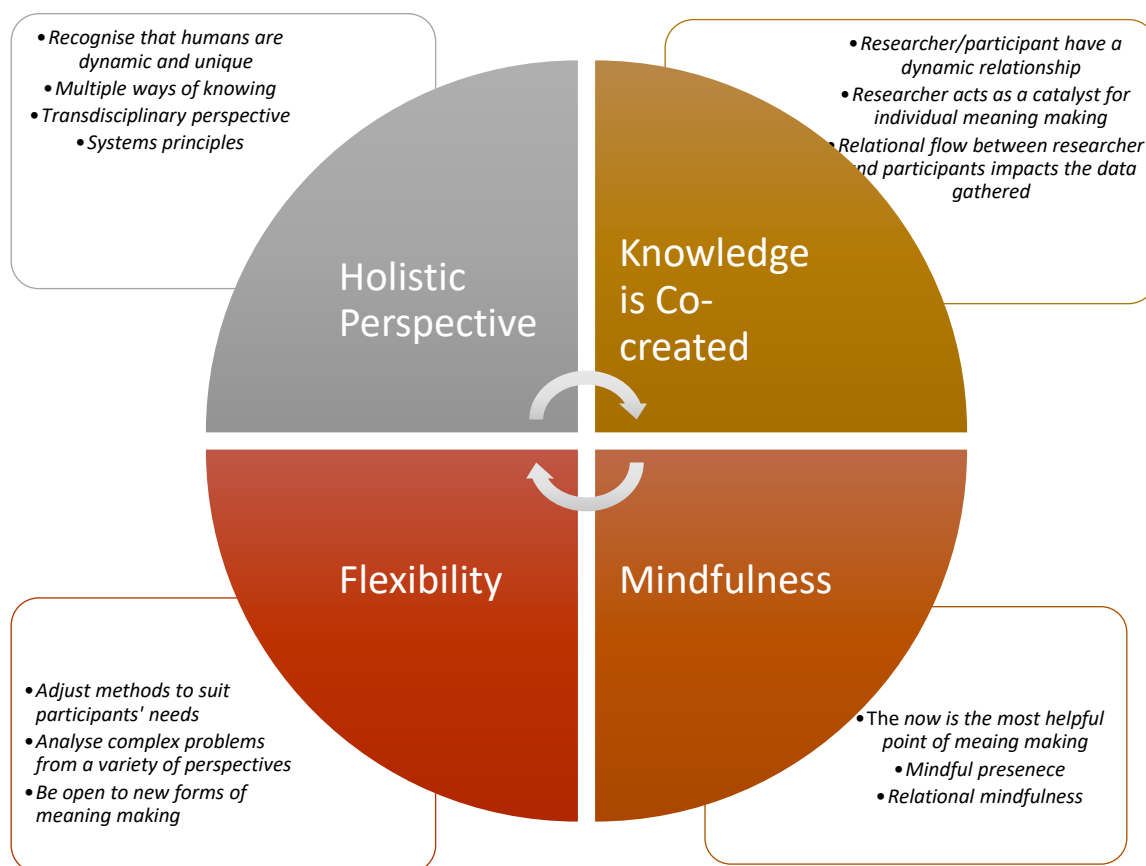 •Recognise that humans are
dynamic and unique
•Multiple ways of knowing
•Transdisciplinary perspective
•Systems principles
•Researcher/participant have a
dynamic relationship
•Researcher acts as a catalyst for
individual meaning making
•Relational flow between researcher
nd participants impacts the data
gathered
Holistic
Perspective
Knowledge
is Co-
created
Flexibility
Mindfulness
•Adjust methods to suit
participants' needs
•Analyse complex problems
from a variety of perspectives
•Be open to new forms of
meaning making
•The now is the most helpful
point of meaing making
•Mindful presenece
•Relational mindfulness